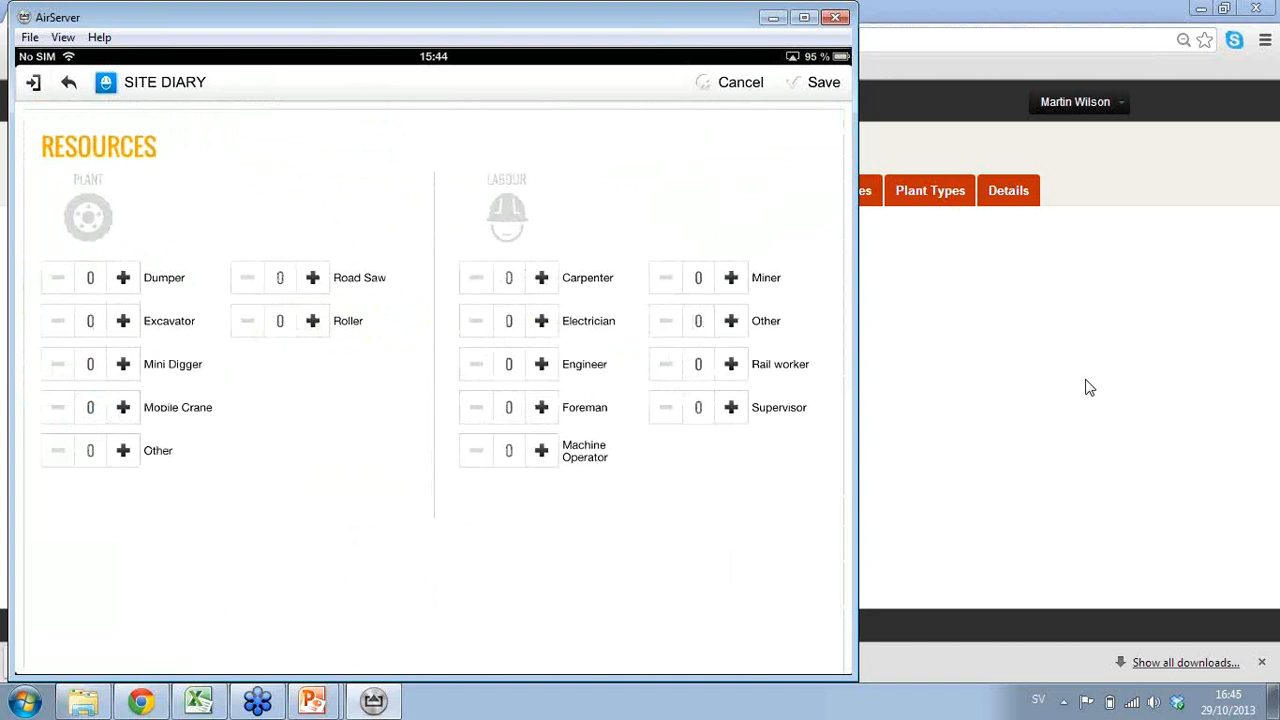 AirServer
File View Help
No SIM 15:44 95 %
SITE DIARY Cancel Save
Martin Wilson
RESOURCES
PLANT LABOUR
es Plant Types Details
0 Dumper 0 Road Saw 0 Carpenter 0 Miner
0 Excavator 0 Roller 0 Electrician 0 Other
0 Mini Digger 0 Engineer 0 Rail worker
0 Mobile Crane 0 Foreman 0 Supervisor
0 Other 0 Machine
Operator
Show all downloads...
SV 16:45
29/10/2013